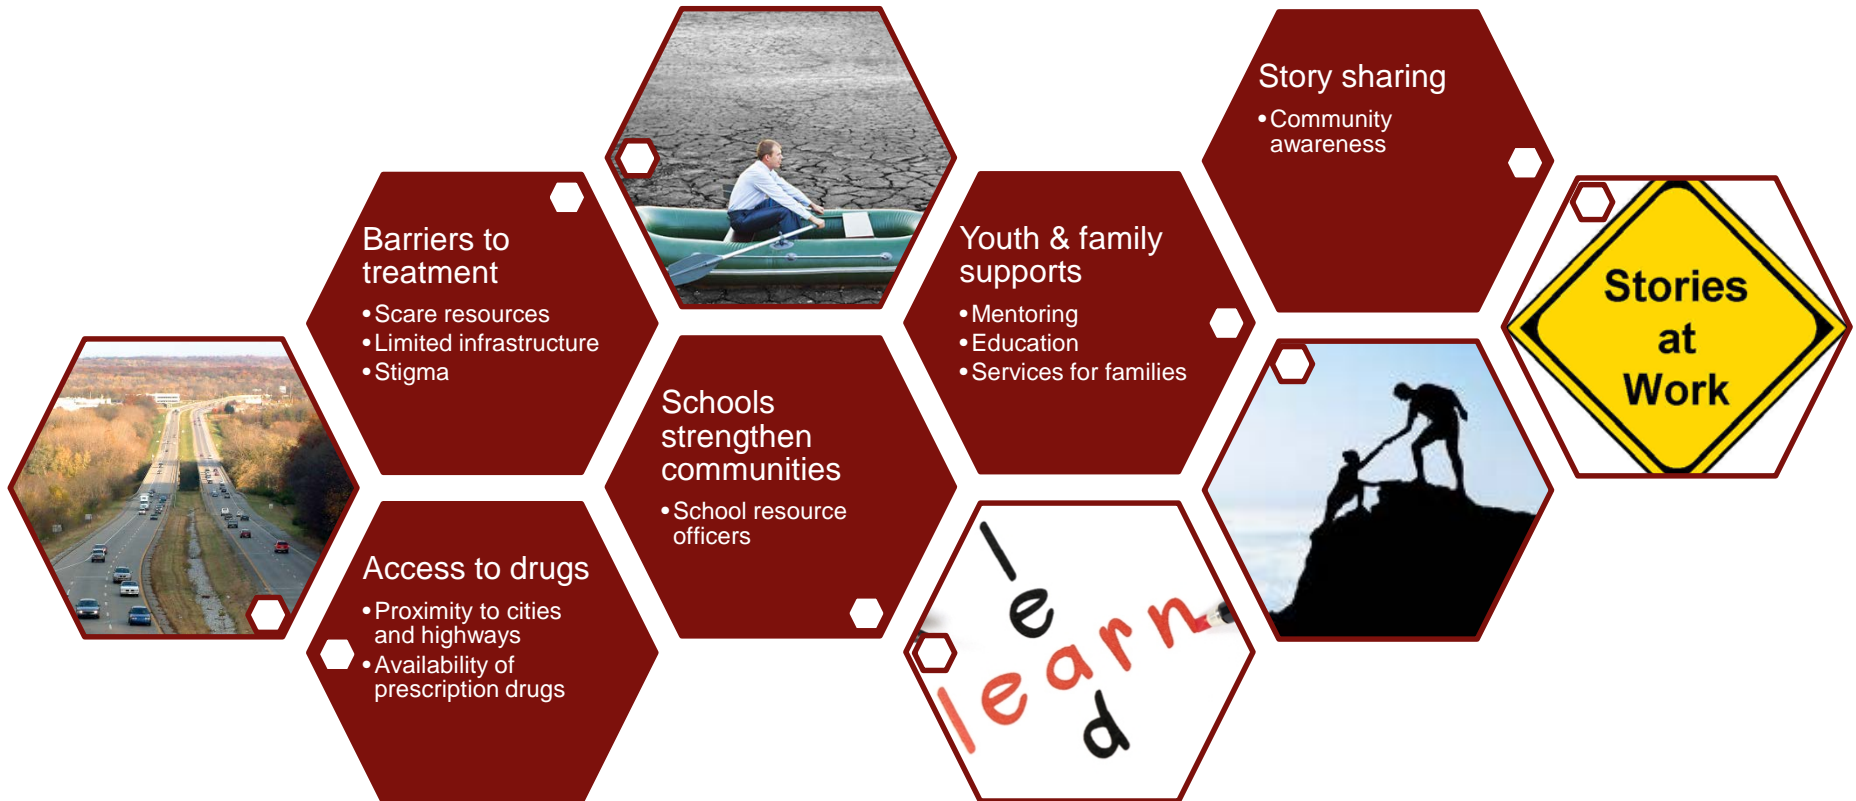 Access to drugs
•Proximity to cities
and highways
•Availability of
prescription drugs
Barriers to
treatment
•Scare resources
•Limited infrastructure
•Stigma
Schools
strengthen
communities
•School resource
officers
Youth & family
supports
•Mentoring
•Education
•Services for families
Story sharing
•Community
awareness
learn
lead
Stories
at
Work